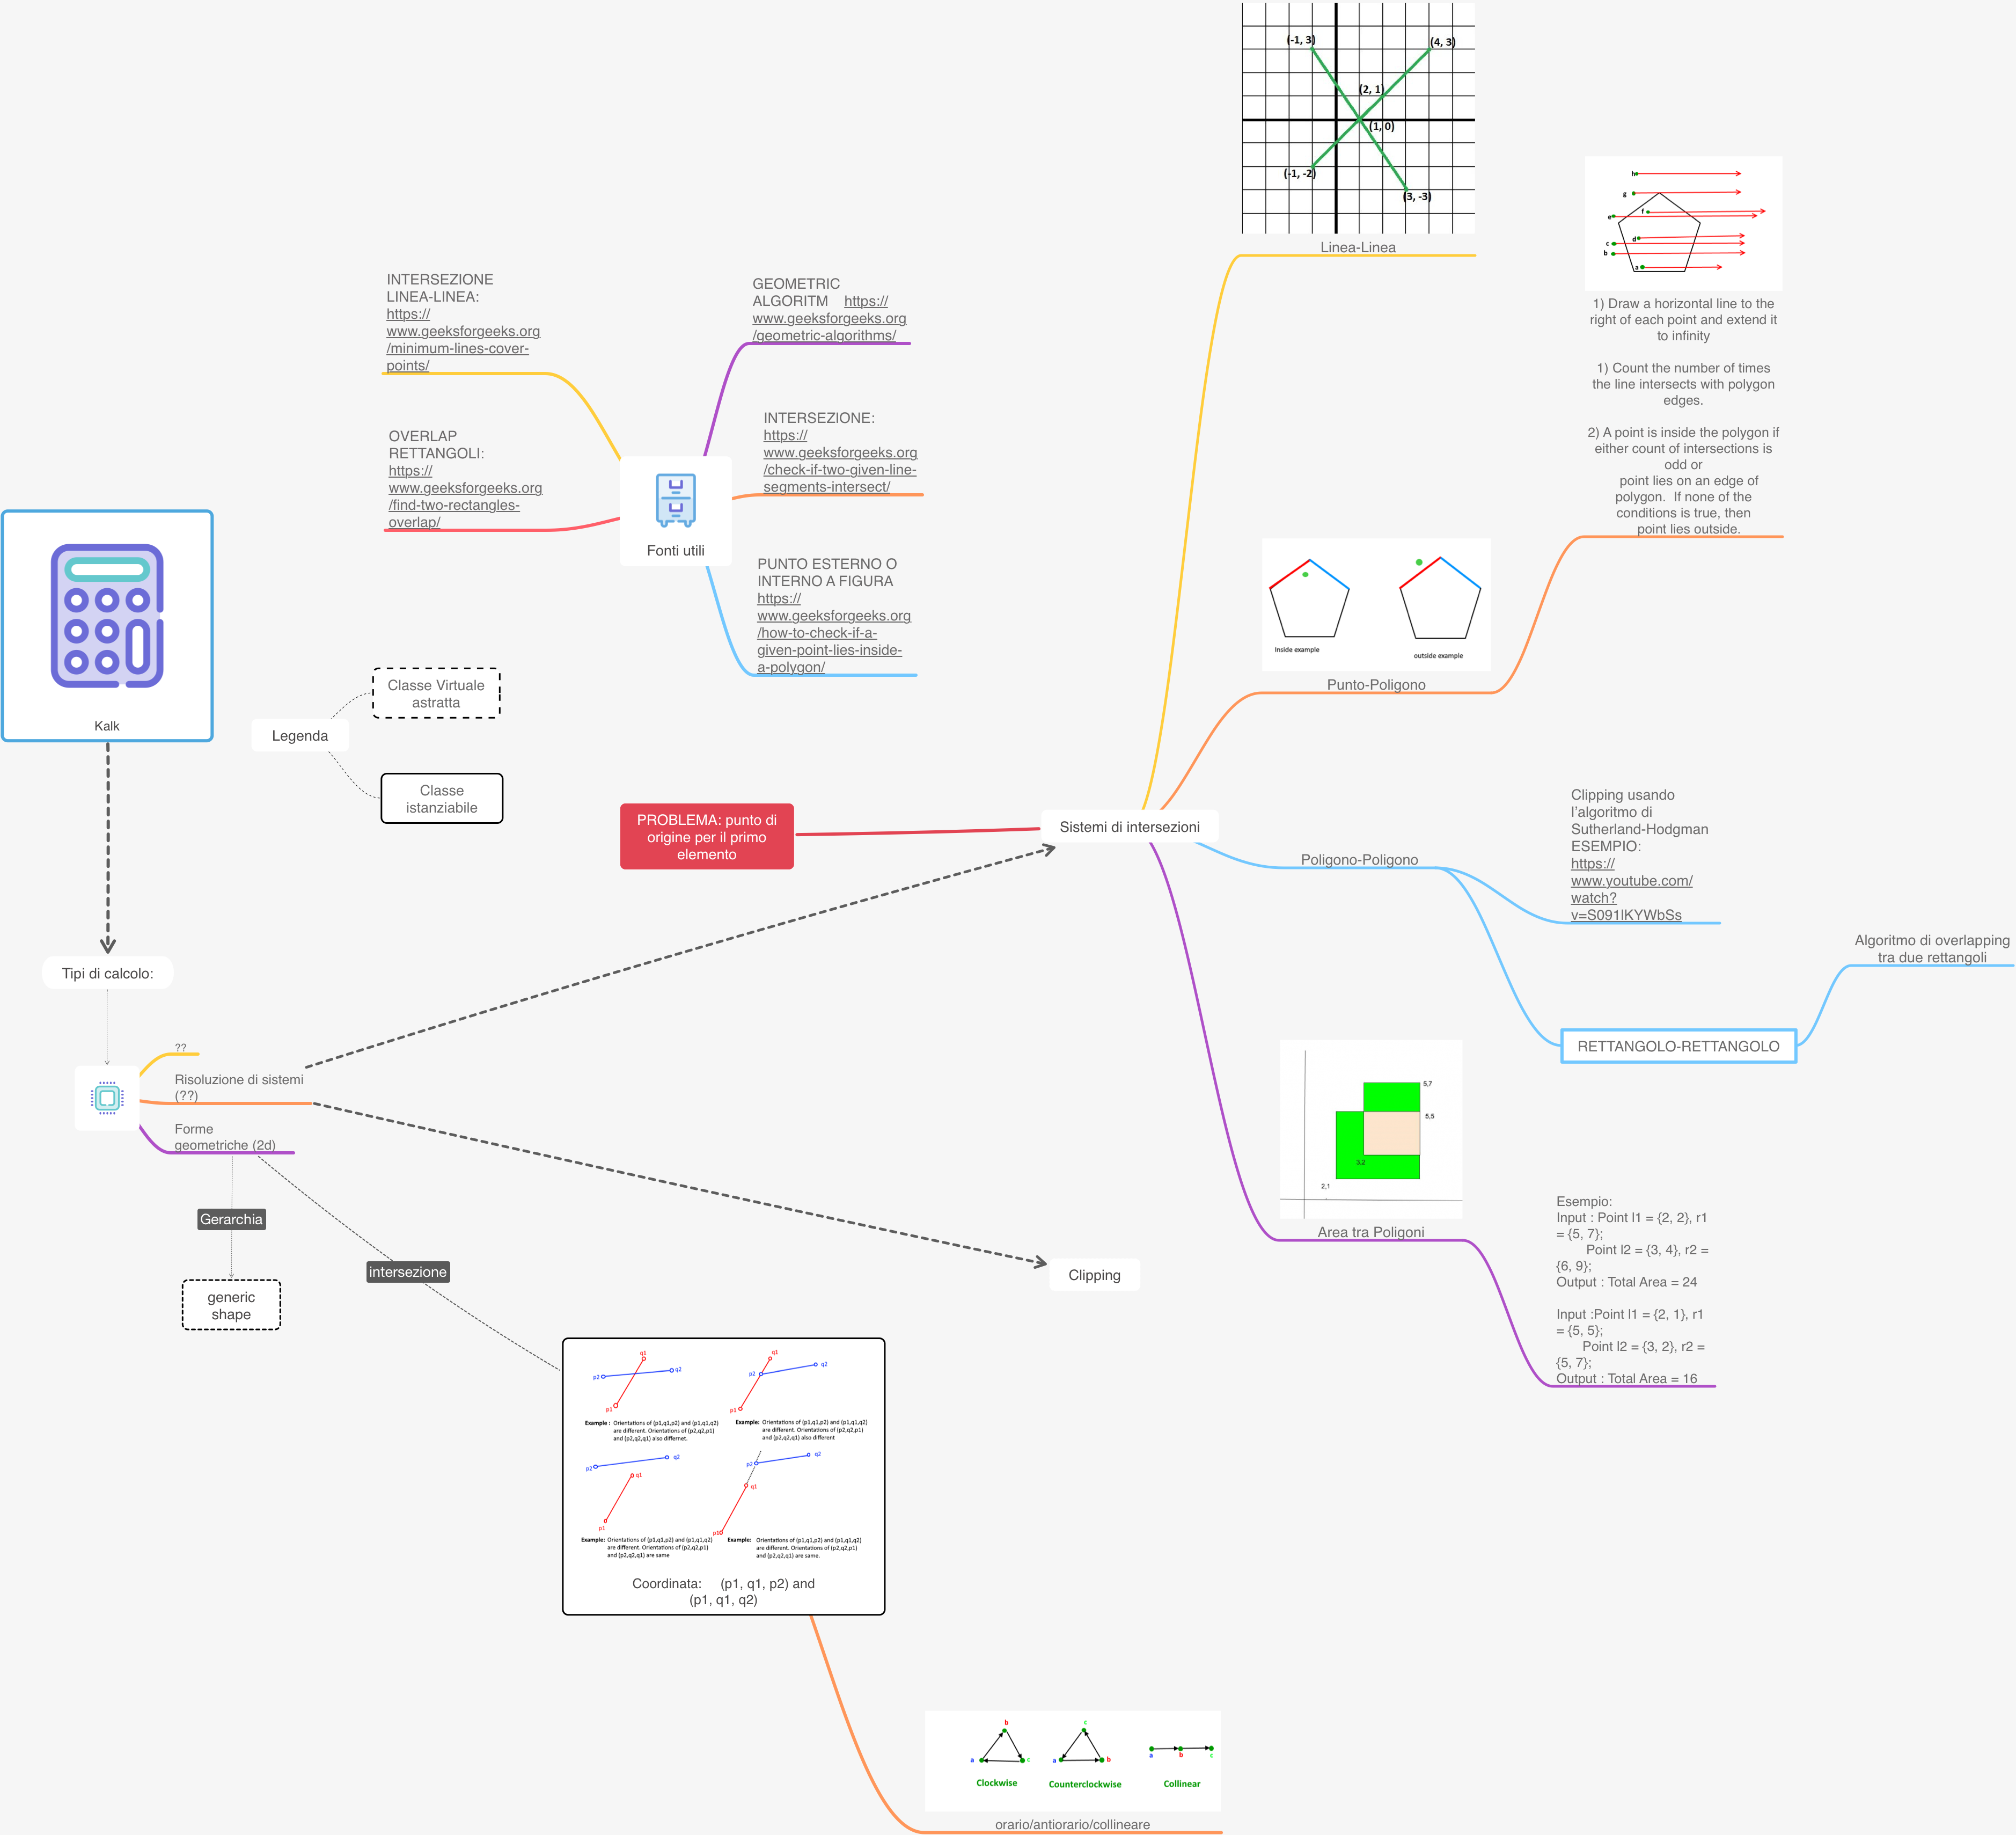 (-1, 3)
(4, 3)
(2, 1)
(1, 0)
(-1, -2)
(3, -3)
Linea-Linea
h
g
f
e
d
c
b
a
1) Draw a horizontal line to the
right of each point and extend it
to infinity
1) Count the number of times
the line intersects with polygon
edges.
2) A point is inside the polygon if
either count of intersections is
odd or
point lies on an edge of
polygon.  If none of the
conditions is true, then
point lies outside.
INTERSEZIONE
LINEA-LINEA:
https://
www.geeksforgeeks.org
/minimum-lines-cover-
points/
GEOMETRIC
ALGORITM    https://
www.geeksforgeeks.org
/geometric-algorithms/
OVERLAP
RETTANGOLI:
https://
www.geeksforgeeks.org
/find-two-rectangles-
overlap/
INTERSEZIONE:
https://
www.geeksforgeeks.org
/check-if-two-given-line-
segments-intersect/
Fonti utili
PUNTO ESTERNO O
INTERNO A FIGURA
https://
www.geeksforgeeks.org
/how-to-check-if-a-
given-point-lies-inside-
a-polygon/
Inside example
outside example
Punto-Poligono
Kalk
Legenda
Classe Virtuale
astratta
Classe
istanziabile
PROBLEMA: punto di
origine per il primo
elemento
Sistemi di intersezioni
Poligono-Poligono
Clipping usando
l'algoritmo di
Sutherland-Hodgman
ESEMPIO:
https://
www.youtube.com/
watch?
v=S091lKYWbSs
Algoritmo di overlapping
tra due rettangoli
RETTANGOLO-RETTANGOLO
Tipi di calcolo:
??
Risoluzione di sistemi
(??)
Forme
geometriche (2d)
Gerarchia
generic
shape
intersezione
Clipping
5,7
5,5
3,2
2,1
Area tra Poligoni
Esempio:
Input : Point l1 = {2, 2}, r1
= {5, 7};
Point l2 = {3, 4}, r2 =
{6, 9};
Output : Total Area = 24
Input :Point l1 = {2, 1}, r1
= {5, 5};
Point l2 = {3, 2}, r2 =
{5, 7};
Output : Total Area = 16
q1
p2
q2
p1
Example :  Orientations of (p1,q1,p2) and (p1,q1,q2)
are different. Orientations of (p2,q2,p1)
and (p2,q2,q1) also differnet.
q1
p2
q2
p1
Example:  Orientations of (p1,q1,p2) and (p1,q1,q2)
are different. Orientations of (p2,q2,p1)
and (p2,q2,q1) also different
p2
q2
q1
p1
Example:  Orientations of (p1,q1,p2) and (p1,q1,q2)
are different. Orientations of (p2,q2,p1)
and (p2,q2,q1) are same
p2
q2
q1
p1
Example:  Orientations of (p1,q1,p2) and (p1,q1,q2)
are different. Orientations of (p2,q2,p1)
and (p2,q2,q1) are same.
Coordinata:     (p1, q1, p2) and
(p1, q1, q2)
b
a
c
Clockwise
c
a
b
Counterclockwise
a
b
c
Collinear
orario/antiorario/collineare